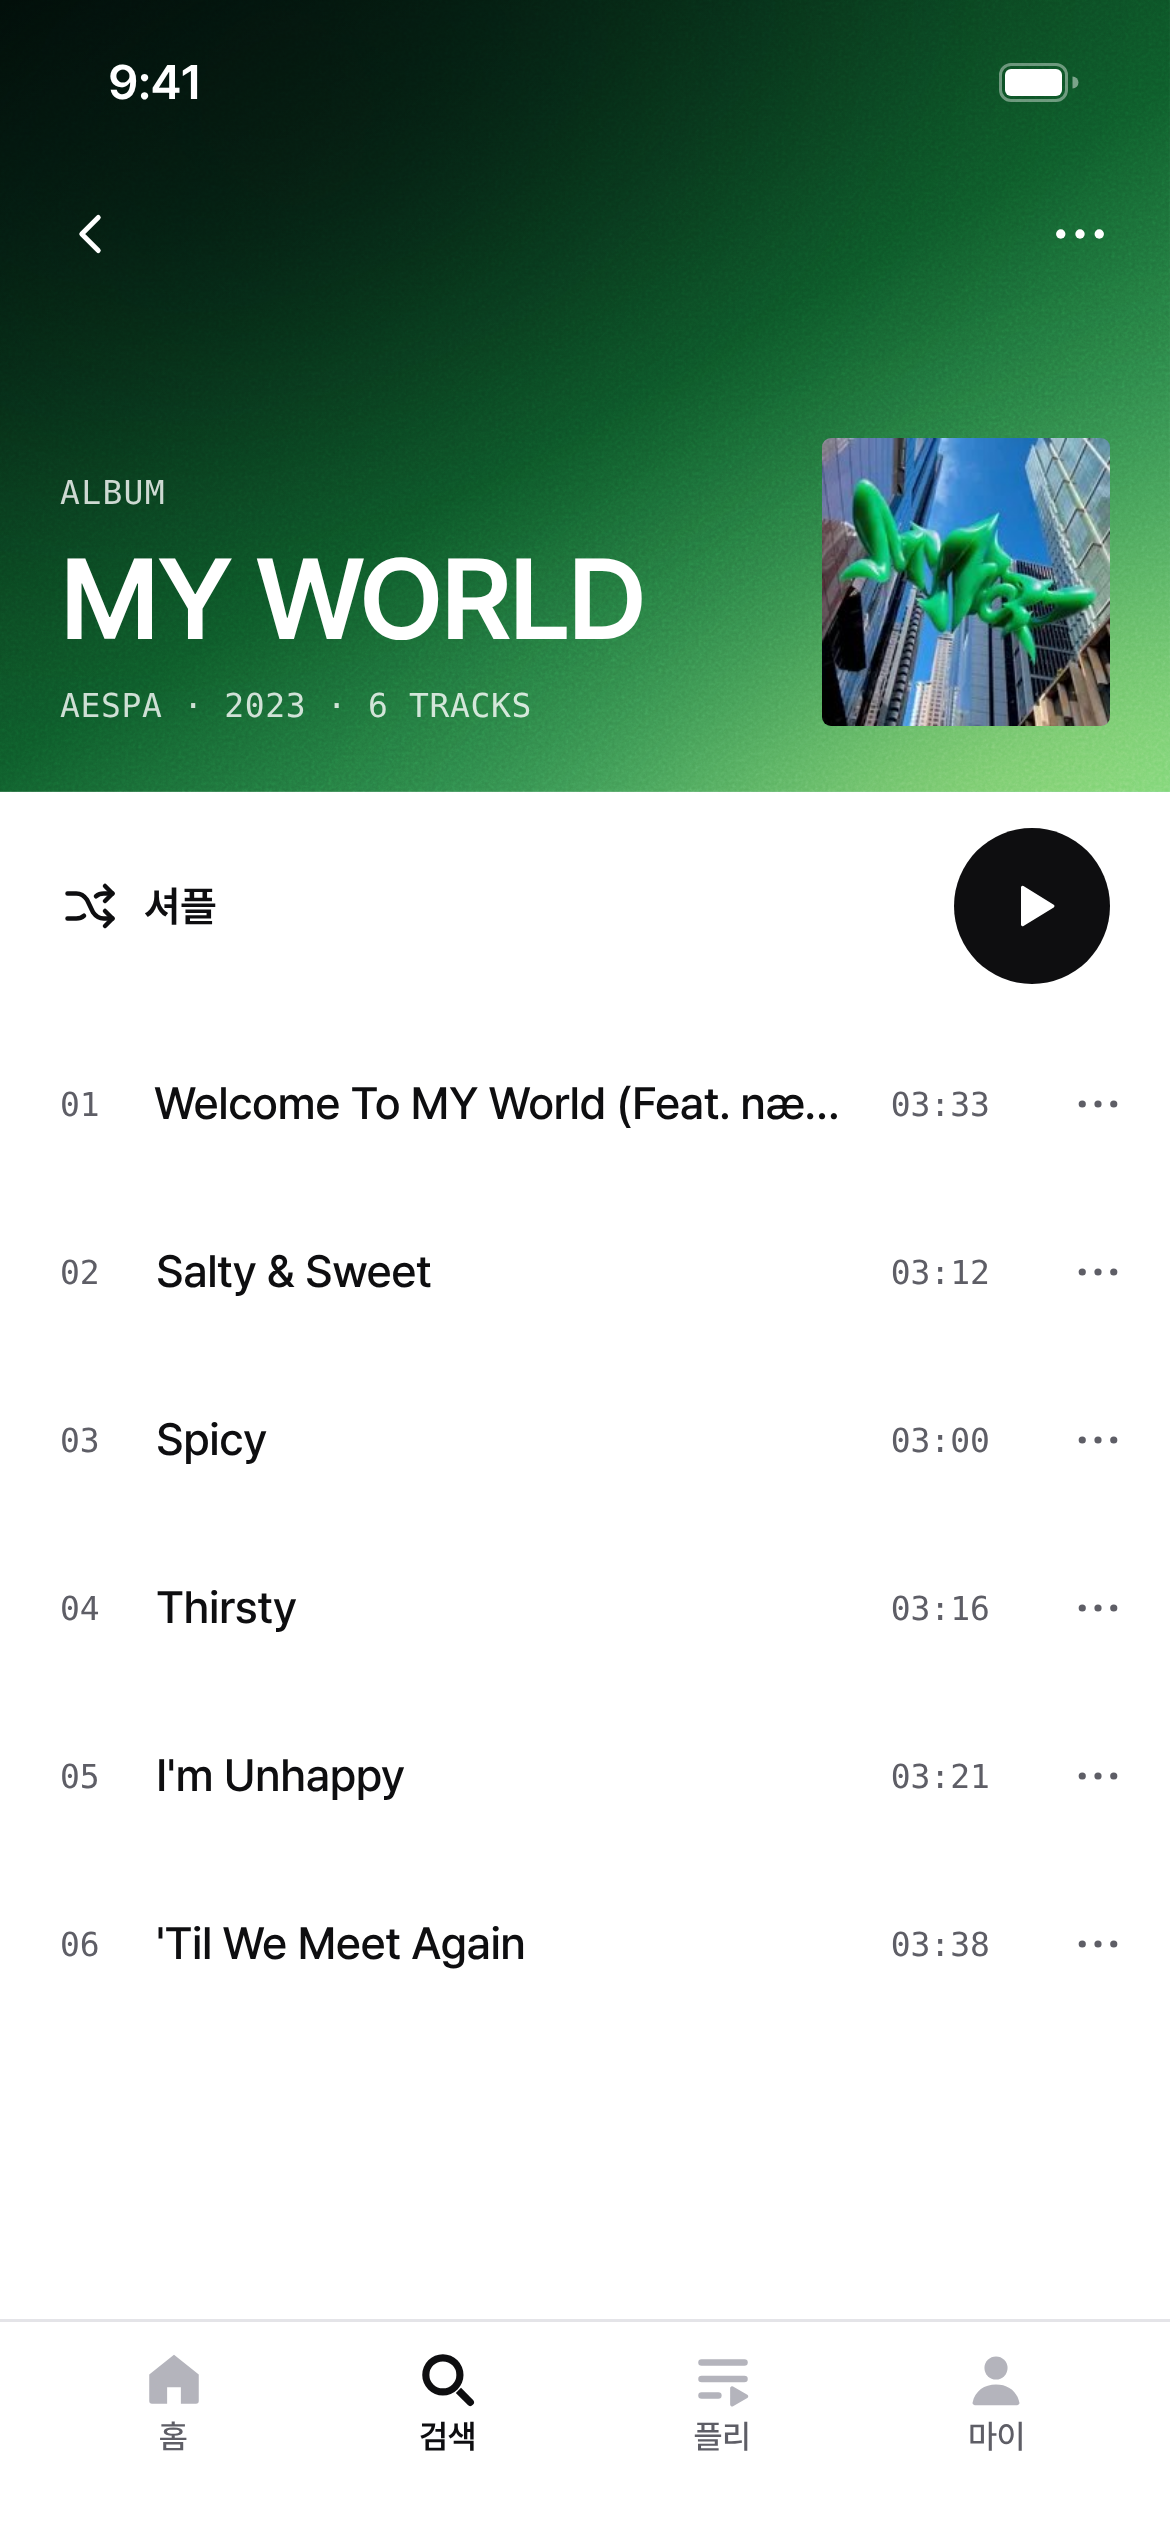 9:41
ALBUM
MY WORLD
AESPA · 2023 · 6 TRACKS
셔플
01 Welcome To MY World (Feat. næ... 03:33
02 Salty & Sweet 03:12
03 Spicy 03:00
04 Thirsty 03:16
05 I'm Unhappy 03:21
06 'Til We Meet Again 03:38
홈 검색 플리 마이